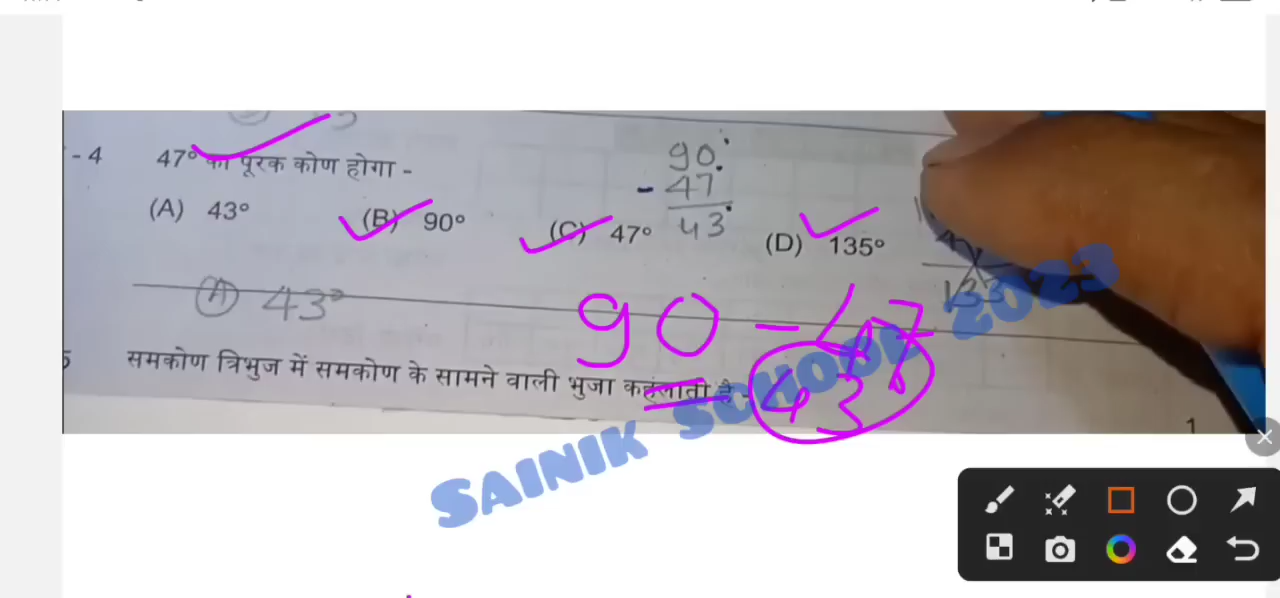 - 4 47° का पूरक कोण होगा -
90°
- 47
43°
(A) 43° (B) 90° (C) 47° (D) 135°
133
(A) 43°
90 - 47
43
समकोण त्रिभुज में समकोण के सामने वाली भुजा कहलाती है -
1
SAINIK SCHOOL 2023